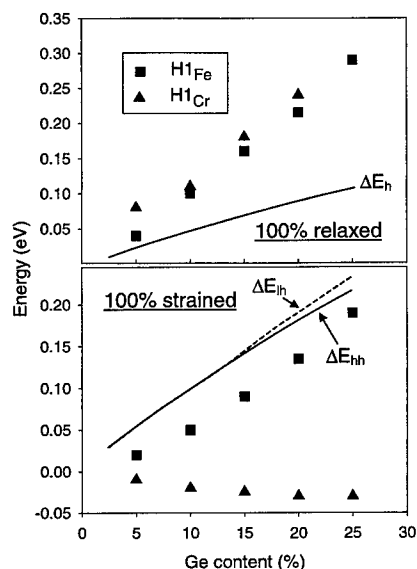 0.35
0.30
0.25
0.20
0.15
0.10
0.05
H1Fe
H1Cr
ΔEh
100% relaxed
Energy (eV)
0.20
0.15
0.10
0.05
0.00
-0.05
100% strained
ΔElh
ΔEhh
0 5 10 15 20 25 30
Ge content (%)